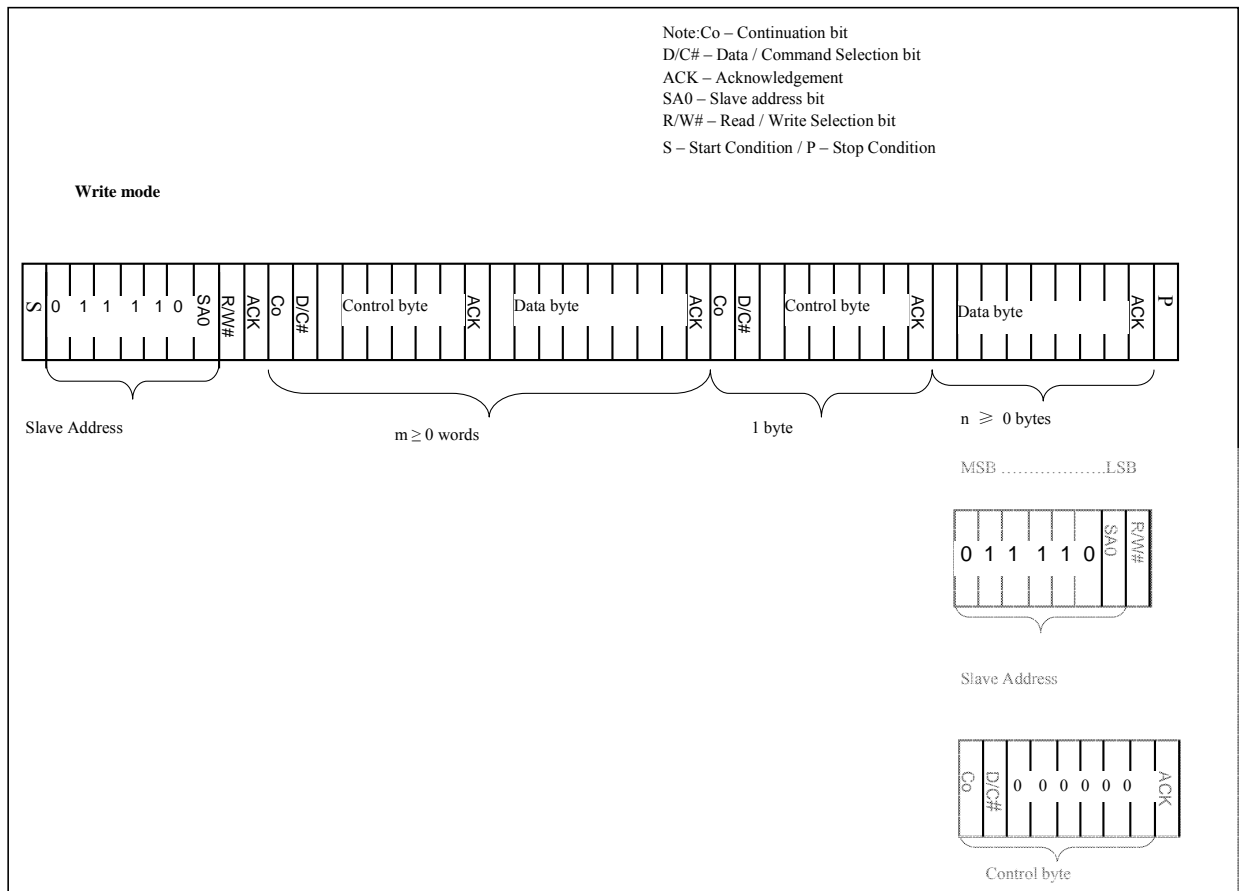 Note:Co – Continuation bit
D/C# – Data / Command Selection bit
ACK – Acknowledgement
SA0 – Slave address bit
R/W# – Read / Write Selection bit
S – Start Condition / P – Stop Condition
Write mode
S 0 1 1 1 1 0 SA0 R/W# ACK Co D/C# Control byte ACK Data byte ACK Co D/C# Control byte ACK Data byte ACK P
Slave Address
m ≥ 0 words
1 byte
n ≥ 0 bytes
MSB ……………….LSB
0 1 1 1 1 0 SA0 R/W#
Slave Address
Co D/C# 0 0 0 0 0 0 ACK
Control byte